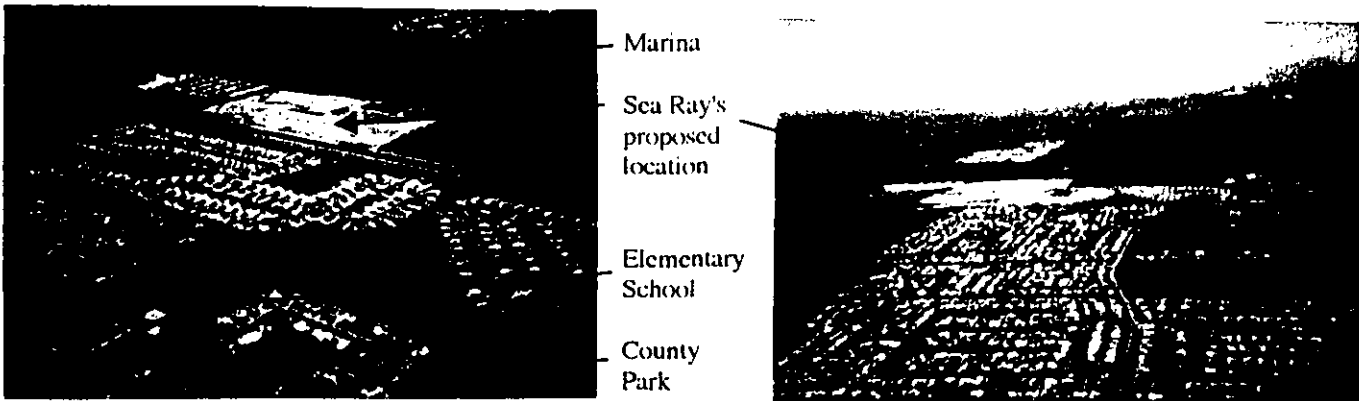 Marina
Sea Ray's
proposed
location
Elementary
School
County
Park